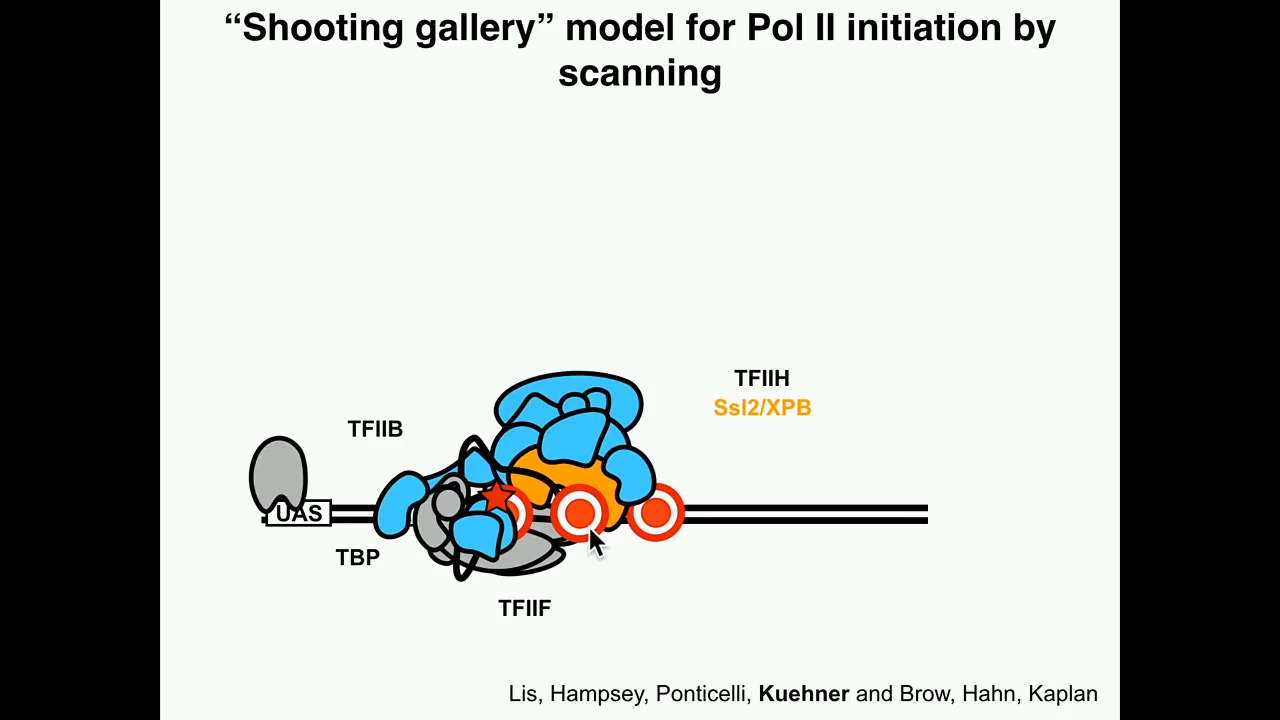 “Shooting gallery” model for Pol II initiation by
scanning
TFIIH
Ssl2/XPB
TFIIB
UAS
TBP
TFIIF
Lis, Hampsey, Ponticelli, Kuehner and Brow, Hahn, Kaplan